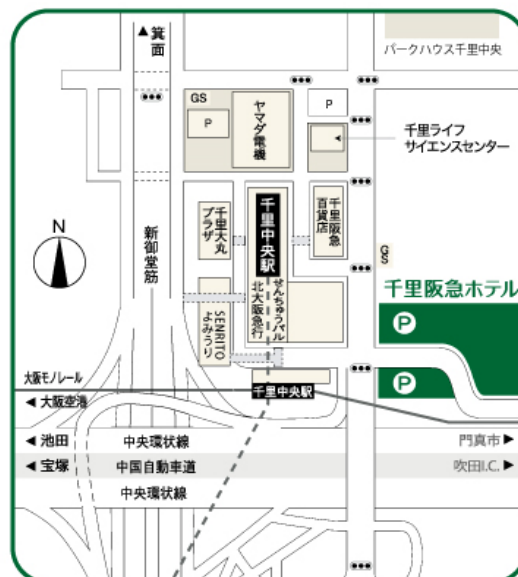 ▲箕面
パークハウス千里中央
GS
P
ヤマダ電機
P
千里ライフ
サイエンスセンター
N
新御堂筋
千里大丸
プラザ
千里中央駅
千里阪急
百貨店
GS
北大阪急行
せんちゅうパル
SENRITO
よみうり
千里阪急ホテル
P
P
大阪モノレール
千里中央駅
◀大阪空港
◀池田
中央環状線
門真市▶
◀宝塚
中国自動車道
吹田I.C.▶
中央環状線